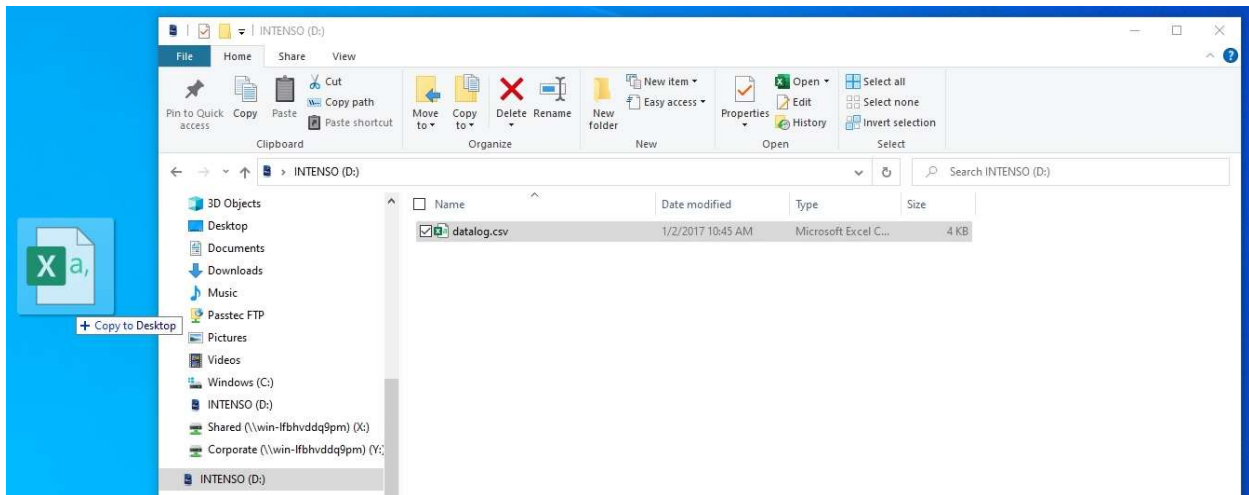 INTENSO (D:)
File Home Share View
Pin to Quick access
Copy
Paste
Cut
Copy path
Paste shortcut
Clipboard
Move to
Copy to
Delete
Rename
Organize
New folder
New item
Easy access
New
Properties
Open
Edit
History
Open
Select all
Select none
Invert selection
Select
INTENSO (D:)
Search INTENSO (D:)
3D Objects
Desktop
Documents
Downloads
Music
Passtec FTP
Pictures
Videos
Windows (C:)
INTENSO (D:)
Shared (\\win-lfbhvddq9pm) (X:)
Corporate (\\win-lfbhvddq9pm) (Y:)
INTENSO (D:)
Name Date modified Type Size
datalog.csv 1/2/2017 10:45 AM Microsoft Excel C... 4 KB
X a,
+ Copy to Desktop